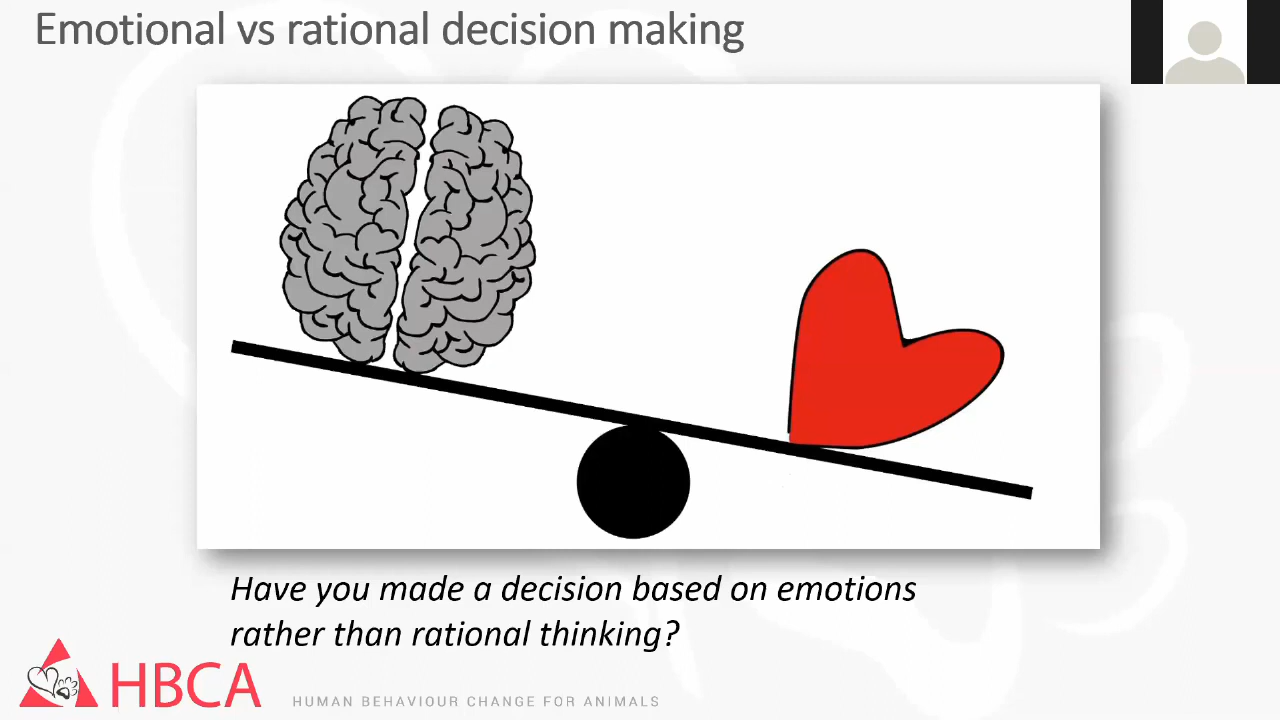 Emotional vs rational decision making
Have you made a decision based on emotions
rather than rational thinking?
HBCA
HUMAN BEHAVIOUR CHANGE FOR ANIMALS